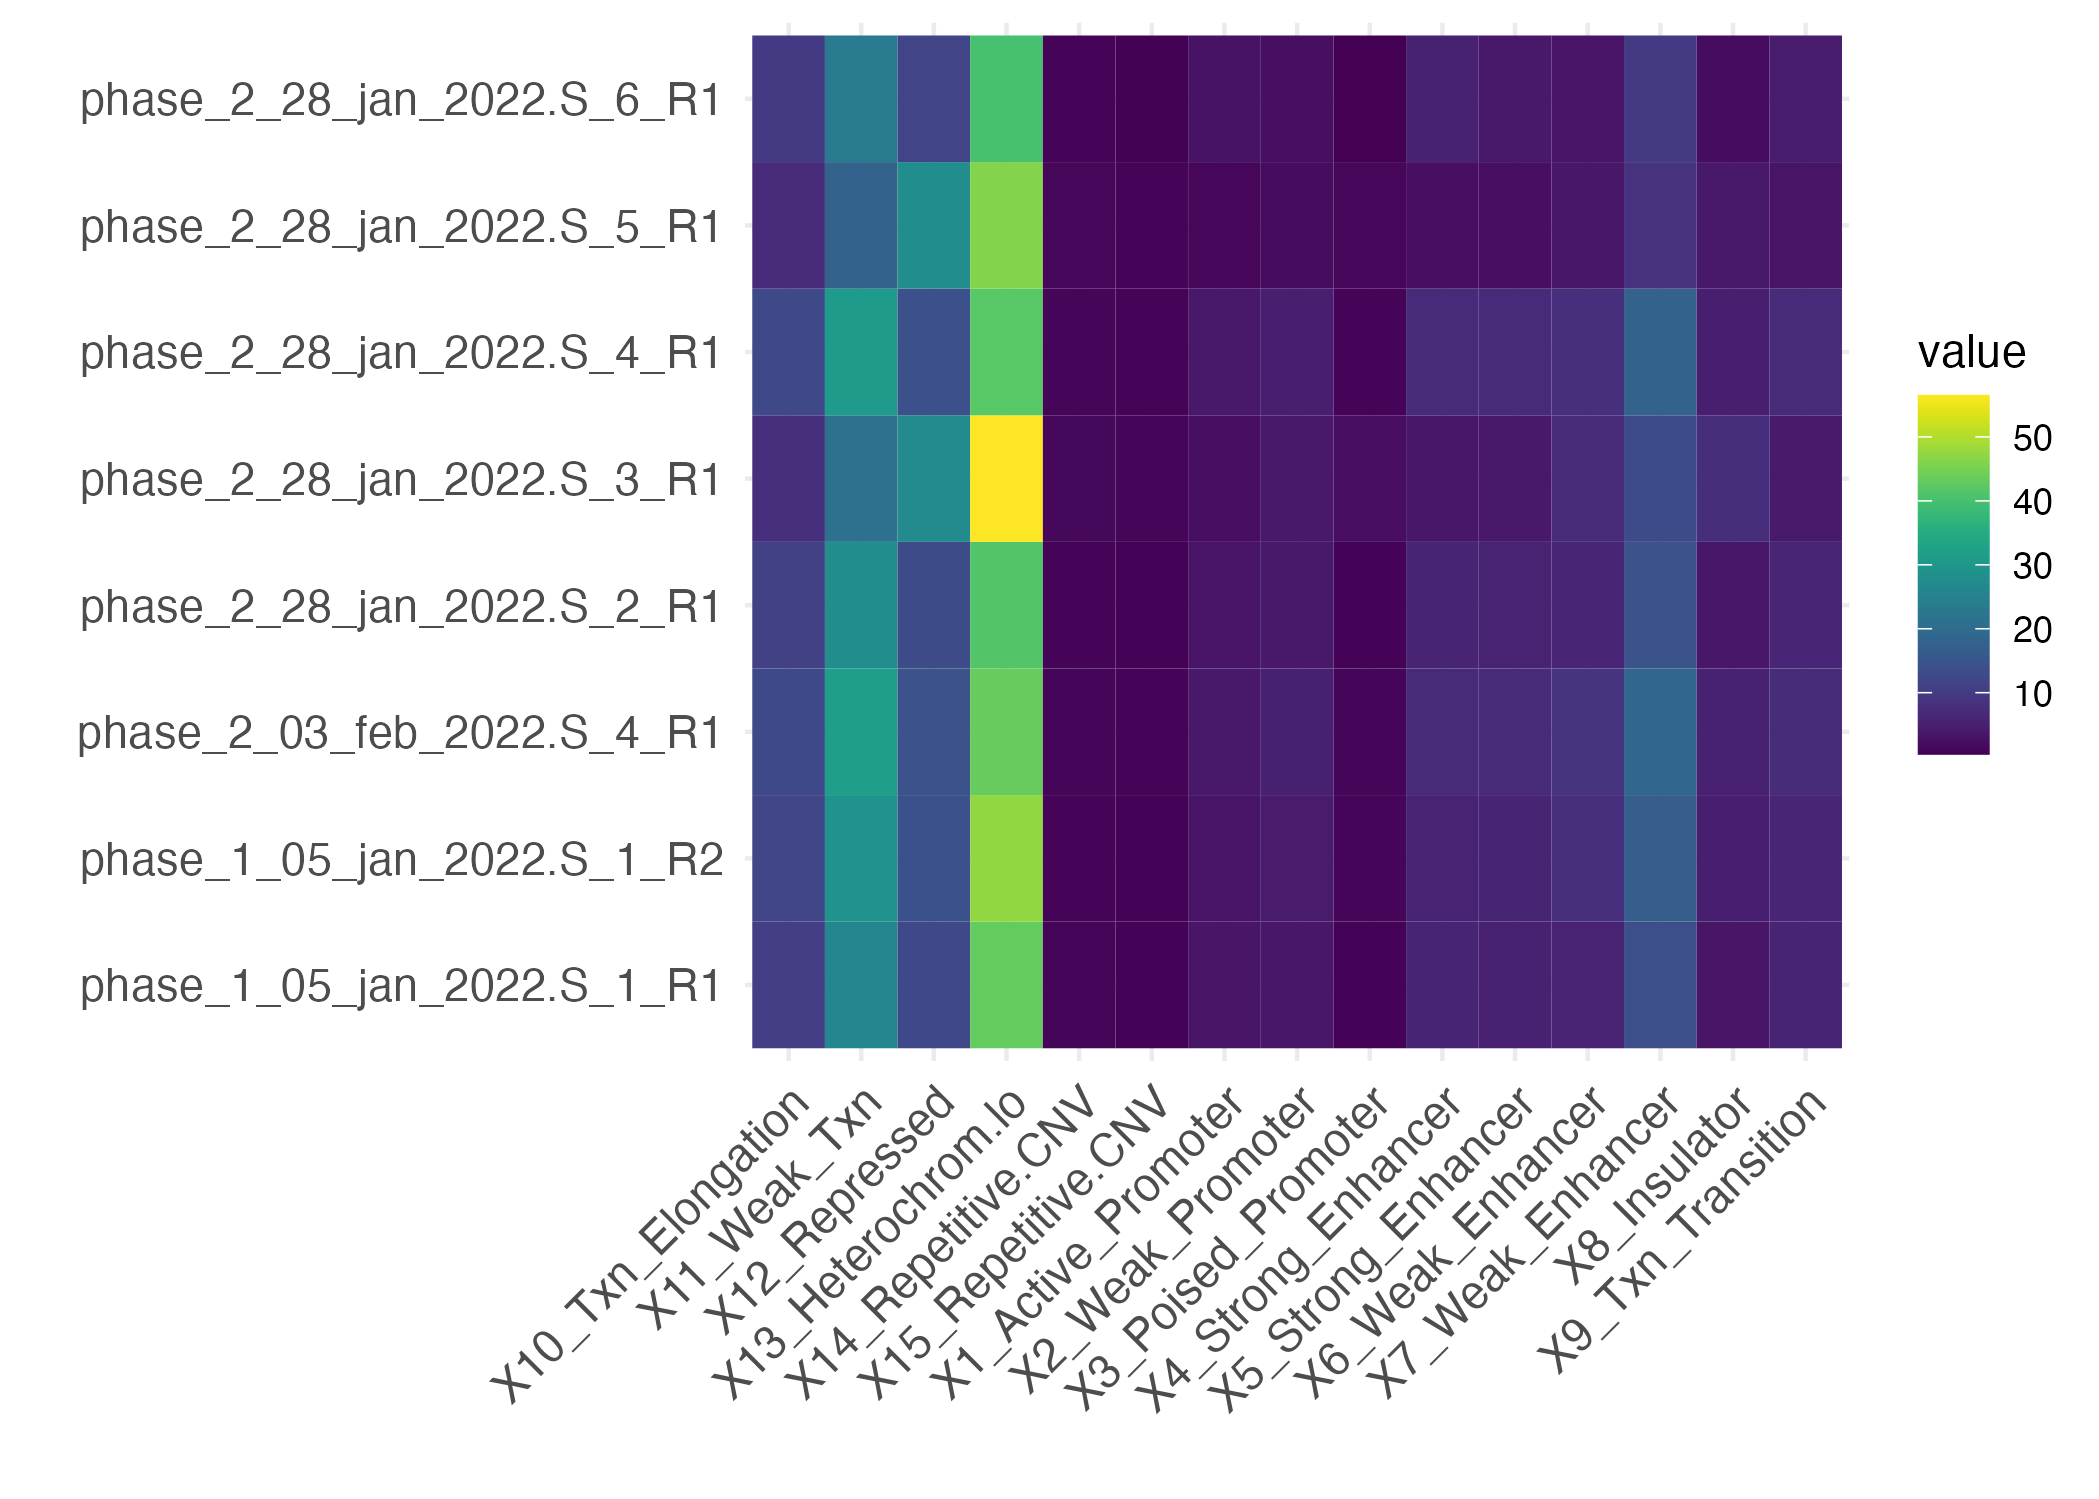 phase_2_28_jan_2022.S_6_R1
phase_2_28_jan_2022.S_5_R1
phase_2_28_jan_2022.S_4_R1
phase_2_28_jan_2022.S_3_R1
phase_2_28_jan_2022.S_2_R1
phase_2_03_feb_2022.S_4_R1
phase_1_05_jan_2022.S_1_R2
phase_1_05_jan_2022.S_1_R1
value
50
40
30
20
10
X10_Txn_Elongation
X11_Weak_Txn
X12_Repressed
X13_Heterochrom.lo
X14_Repetitive.CNV
X15_Repetitive.CNV
X1_Active_Promoter
X2_Weak_Promoter
X3_Poised_Promoter
X4_Strong_Enhancer
X5_Strong_Enhancer
X6_Weak_Enhancer
X7_Weak_Enhancer
X8_Insulator
X9_Txn_Transition